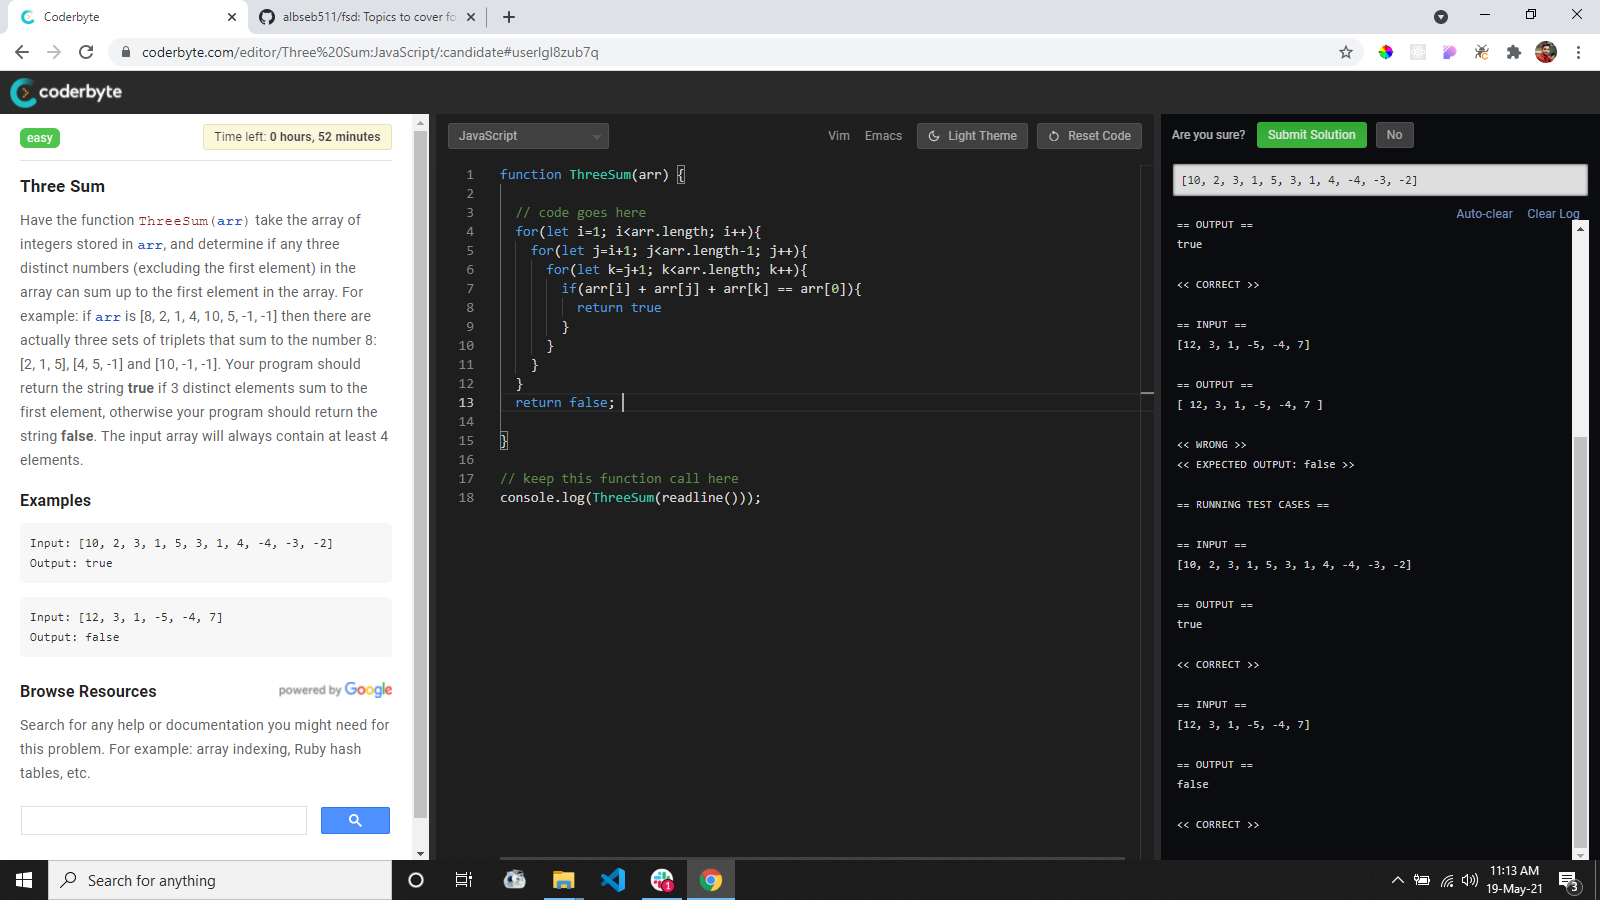 Coderbyte
albseb511/fsd: Topics to cover fo
coderbyte.com/editor/Three%20Sum:JavaScript/:candidate#userlgl8zub7q
coderbyte
easy
Time left: 0 hours, 52 minutes
Three Sum
Have the function ThreeSum(arr) take the array of
integers stored in arr, and determine if any three
distinct numbers (excluding the first element) in the
array can sum up to the first element in the array. For
example: if arr is [8, 2, 1, 4, 10, 5, -1, -1] then there are
actually three sets of triplets that sum to the number 8:
[2, 1, 5], [4, 5, -1] and [10, -1, -1]. Your program should
return the string true if 3 distinct elements sum to the
first element, otherwise your program should return the
string false. The input array will always contain at least 4
elements.
Examples
Input: [10, 2, 3, 1, 5, 3, 1, 4, -4, -3, -2]
Output: true
Input: [12, 3, 1, -5, -4, 7]
Output: false
Browse Resources
powered by Google
Search for any help or documentation you might need for
this problem. For example: array indexing, Ruby hash
tables, etc.
JavaScript
Vim
Emacs
Light Theme
Reset Code
1 function ThreeSum(arr) {
2
3 // code goes here
4 for(let i=1; i<arr.length; i++){
5 for(let j=i+1; j<arr.length-1; j++){
6 for(let k=j+1; k<arr.length; k++){
7 if(arr[i] + arr[j] + arr[k] == arr[0]){
8 return true
9 }
10 }
11 }
12 }
13 return false;
14
15 }
16
17 // keep this function call here
18 console.log(ThreeSum(readline()));
Are you sure?
Submit Solution
No
[10, 2, 3, 1, 5, 3, 1, 4, -4, -3, -2]
Auto-clear
Clear Log
== OUTPUT ==
true
<< CORRECT >>
== INPUT ==
[12, 3, 1, -5, -4, 7]
== OUTPUT ==
[ 12, 3, 1, -5, -4, 7 ]
<< WRONG >>
<< EXPECTED OUTPUT: false >>
== RUNNING TEST CASES ==
== INPUT ==
[10, 2, 3, 1, 5, 3, 1, 4, -4, -3, -2]
== OUTPUT ==
true
<< CORRECT >>
== INPUT ==
[12, 3, 1, -5, -4, 7]
== OUTPUT ==
false
<< CORRECT >>
Search for anything
1
11:13 AM
19-May-21
3